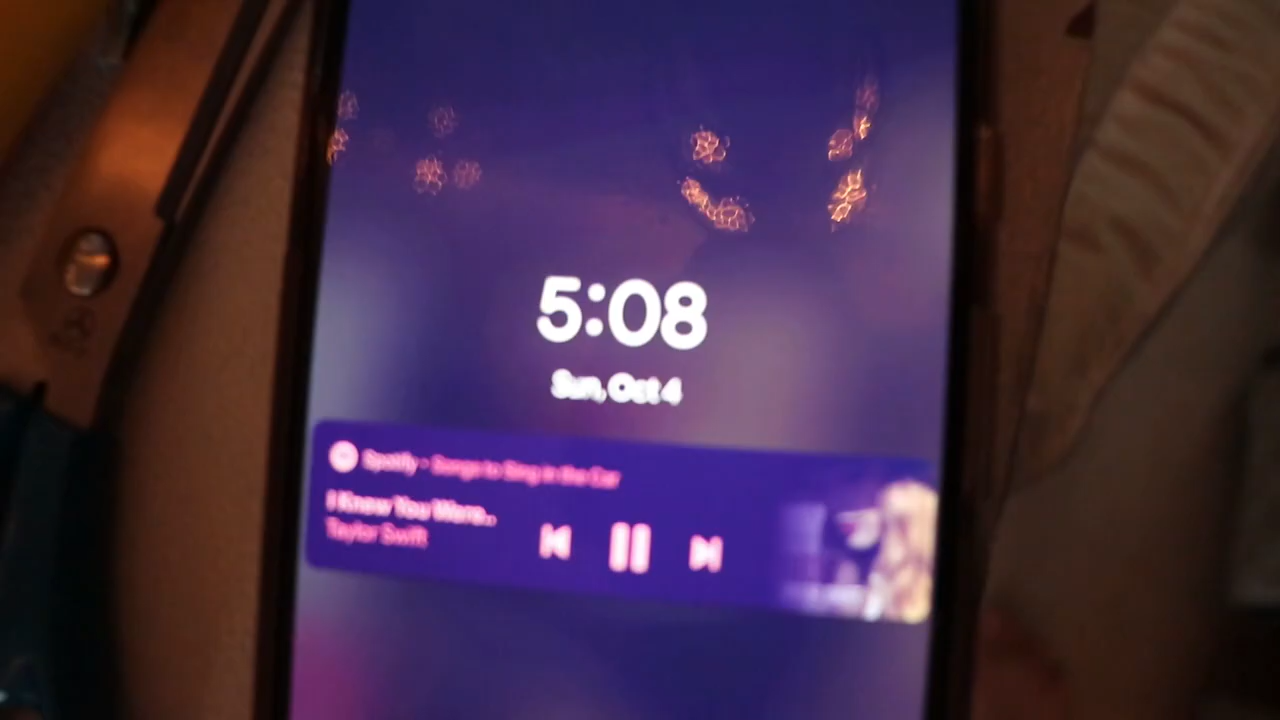 5:08
Sun, Oct 4
Spotify • Songs to Sing in the Car
I Knew You Were...
Taylor Swift